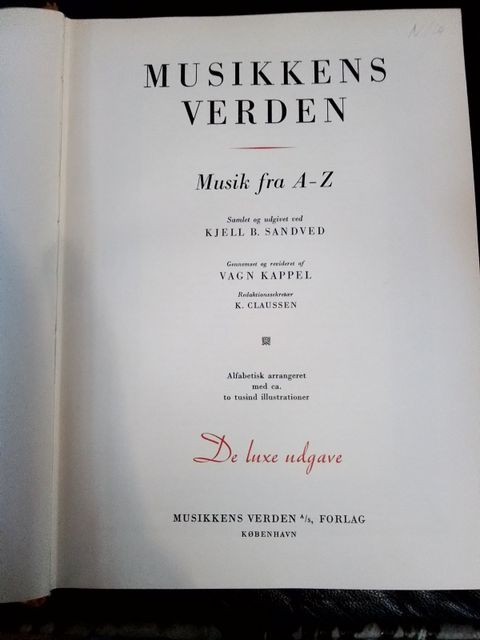 MUSIKKENS
VERDEN
Musik fra A-Z
Samlet og udgivet ved
KJELL B. SANDVED
Gennemset og revideret af
VAGN KAPPEL
Redaktionssekretær
K. CLAUSSEN
Alfabetisk arrangeret
med ca.
to tusind illustrationer
De luxe udgave
MUSIKKENS VERDEN A/S, FORLAG
KØBENHAVN